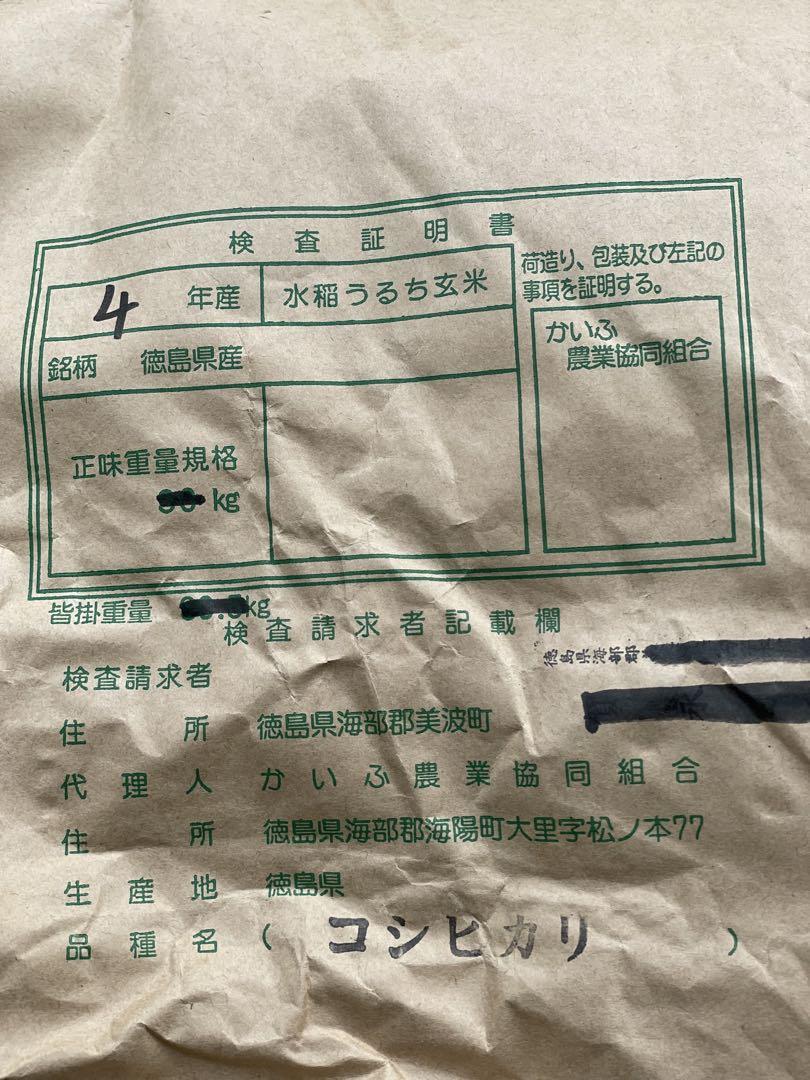 検査証明書
4年産 水稲うるち玄米
荷造り、包装及び左記の
事項を証明する。
銘柄 徳島県産
かいふ
農業協同組合
正味重量規格
kg
皆掛重量 kg
検査請求者記載欄
徳島県海部郡
検査請求者
住所 徳島県海部郡美波町
代理人 かいふ農業協同組合
住所 徳島県海部郡海陽町大里字松ノ本77
生産地 徳島県
品種名 (コシヒカリ)